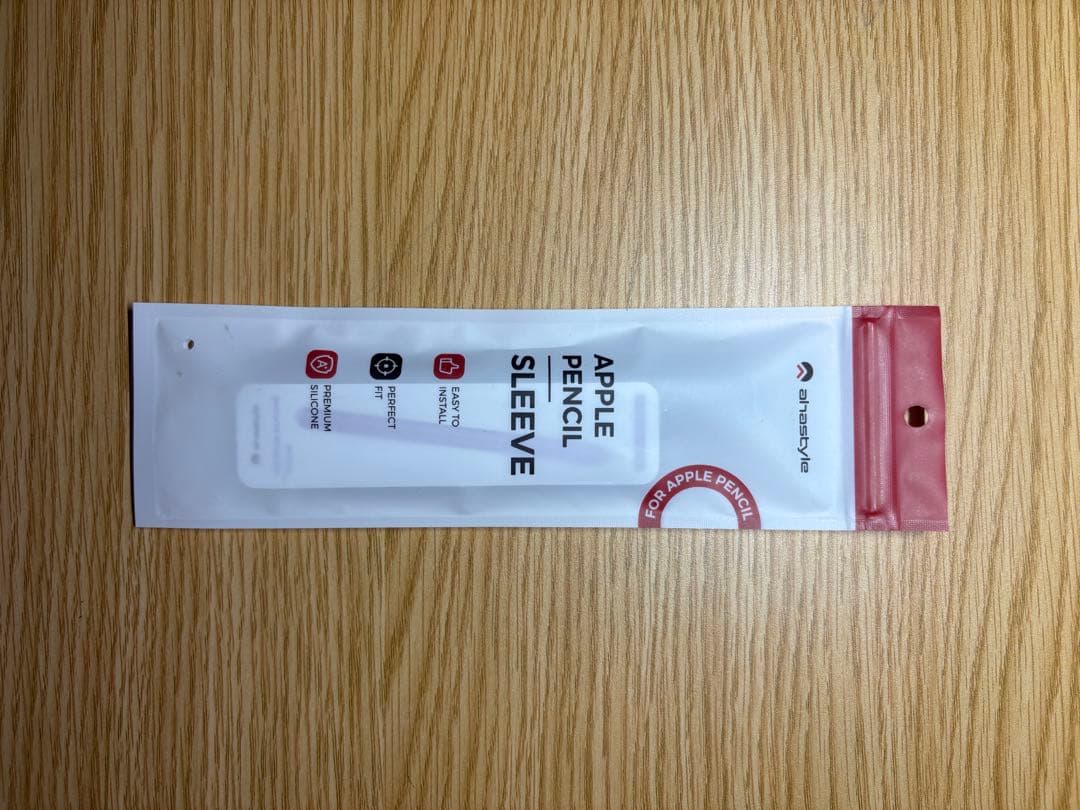 ahastyle
FOR APPLE PENCIL
APPLE
PENCIL
SLEEVE
EASY TO
INSTALL
PERFECT
FIT
A+
PREMIUM
SILICONE